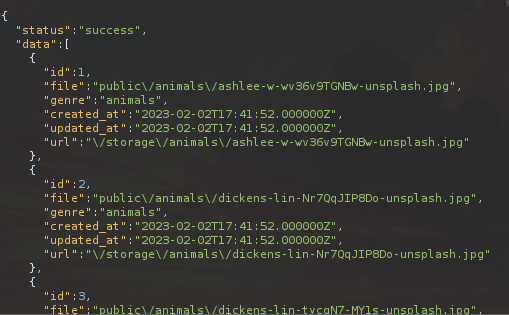 {
"status":"success",
"data":[
{
"id":1,
"file":"public\/animals\/ashlee-w-wv36v9TGNBw-unsplash.jpg",
"genre":"animals",
"created_at":"2023-02-02T17:41:52.000000Z",
"updated_at":"2023-02-02T17:41:52.000000Z",
"url":"\/storage\/animals\/ashlee-w-wv36v9TGNBw-unsplash.jpg"
},
{
"id":2,
"file":"public\/animals\/dickens-lin-Nr7QqJIP8Do-unsplash.jpg",
"genre":"animals",
"created_at":"2023-02-02T17:41:52.000000Z",
"updated_at":"2023-02-02T17:41:52.000000Z",
"url":"\/storage\/animals\/dickens-lin-Nr7QqJIP8Do-unsplash.jpg"
},
{
"id":3,
"file":"public\/animals\/dickens-lin-tycqN7-MY1s-unsplash.jpg",